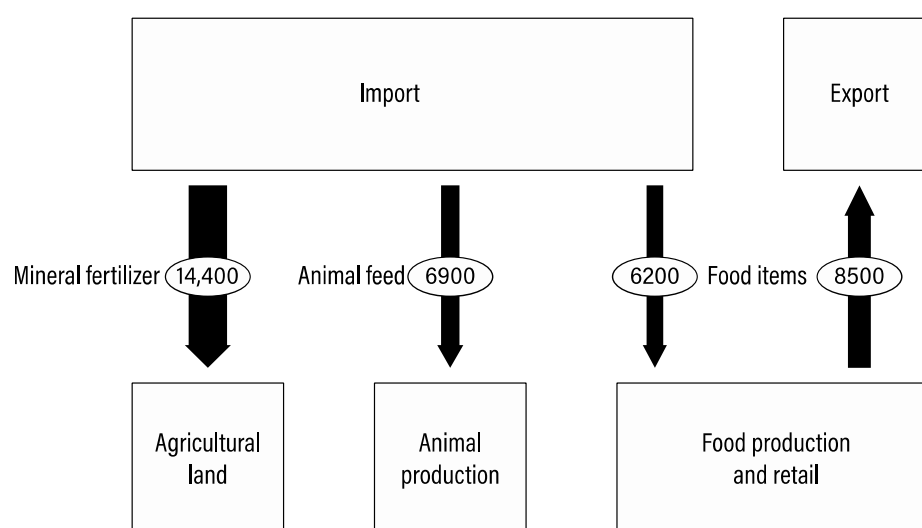 Import
Export
Mineral fertilizer
14,400
Animal feed
6900
6200
Food items
8500
Agricultural
land
Animal
production
Food production
and retail